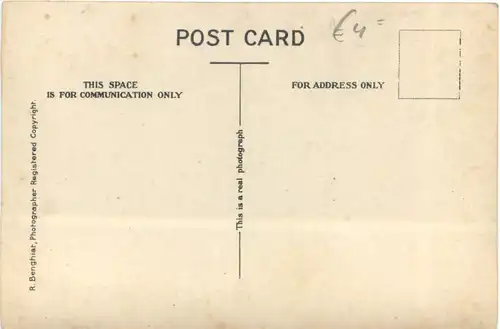 POST CARD
€ 4 =
THIS SPACE
IS FOR COMMUNICATION ONLY
FOR ADDRESS ONLY
This is a real photograph
R. Benghiat, Photographer Registered Copyright.